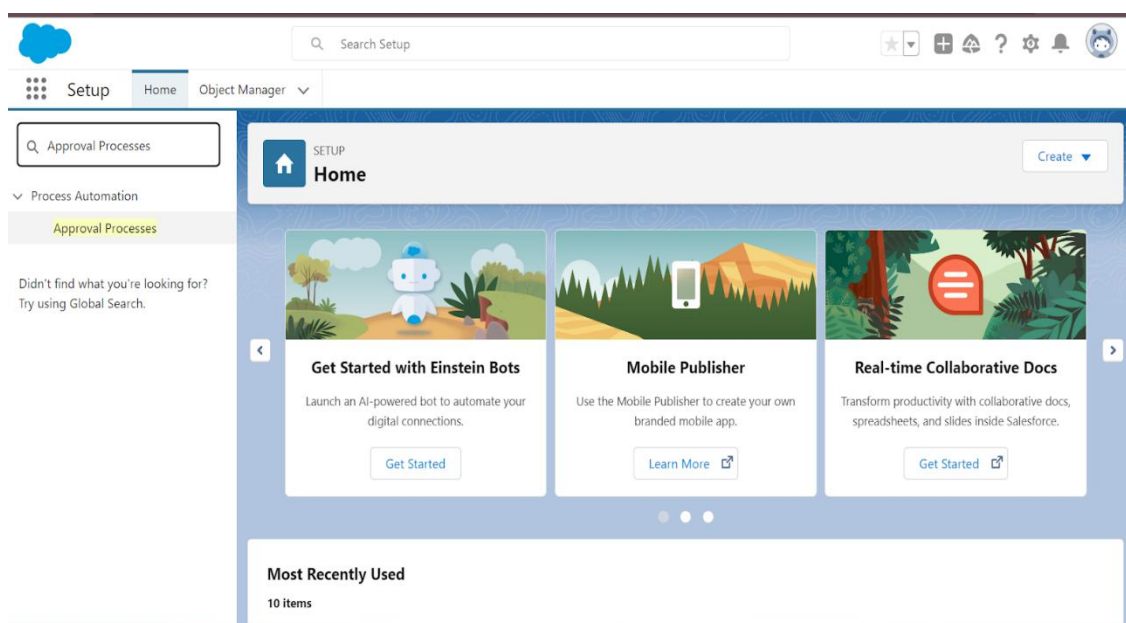 Search Setup
Setup
Home
Object Manager
Approval Processes
Process Automation
Approval Processes
Didn't find what you're looking for?
Try using Global Search.
SETUP
Home
Create
Get Started with Einstein Bots
Launch an AI-powered bot to automate your
digital connections.
Get Started
Mobile Publisher
Use the Mobile Publisher to create your own
branded mobile app.
Learn More
Real-time Collaborative Docs
Transform productivity with collaborative docs,
spreadsheets, and slides inside Salesforce.
Get Started
Most Recently Used
10 items